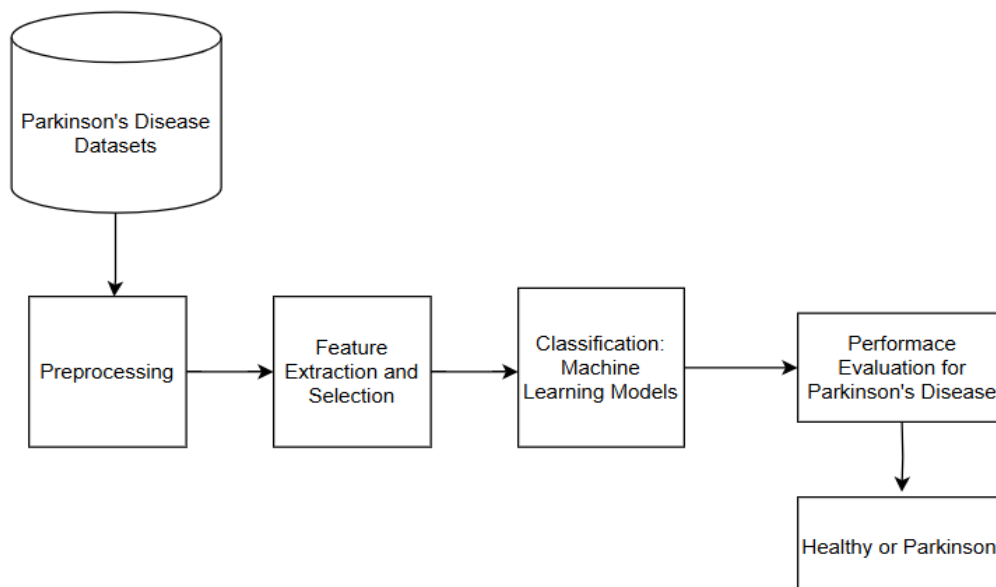 Parkinson's Disease
Datasets
Preprocessing
Feature
Extraction and
Selection
Classification:
Machine
Learning Models
Performace
Evaluation for
Parkinson's Disease
Healthy or Parkinson